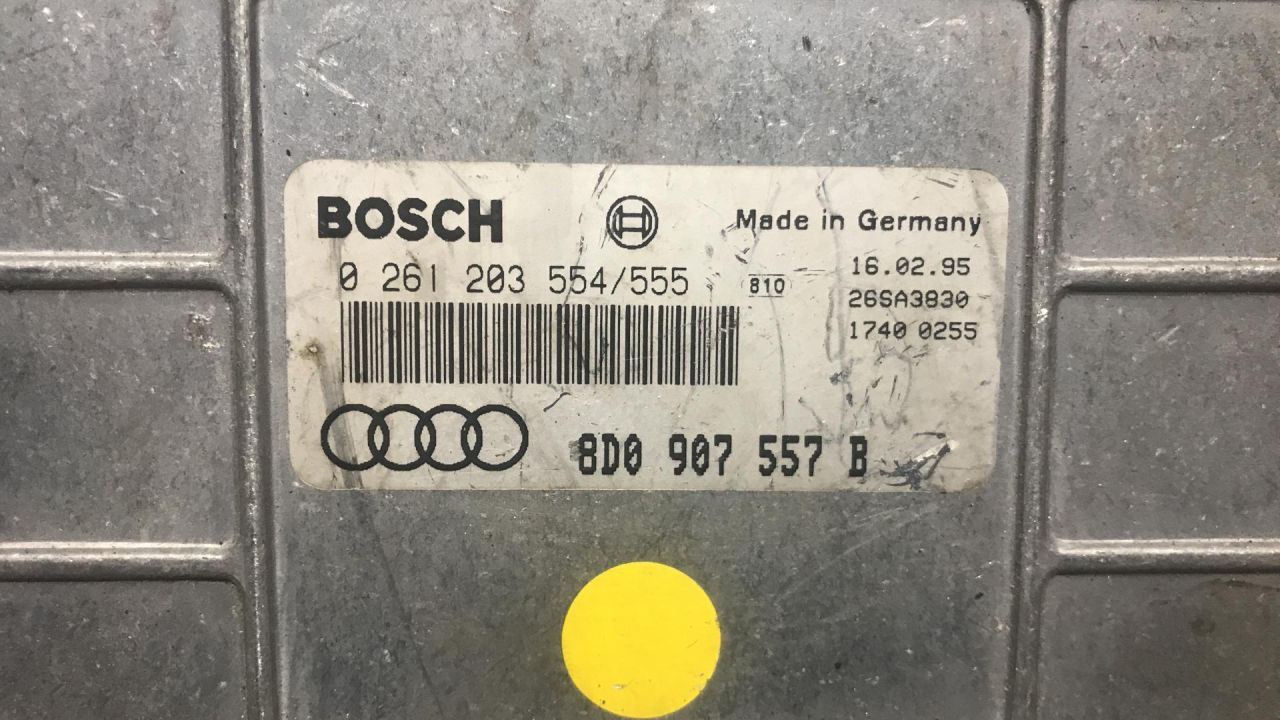 BOSCH
Made in Germany
0 261 203 554/555
810
16.02.95
26SA3830
1740 0255
8D0 907 557 B